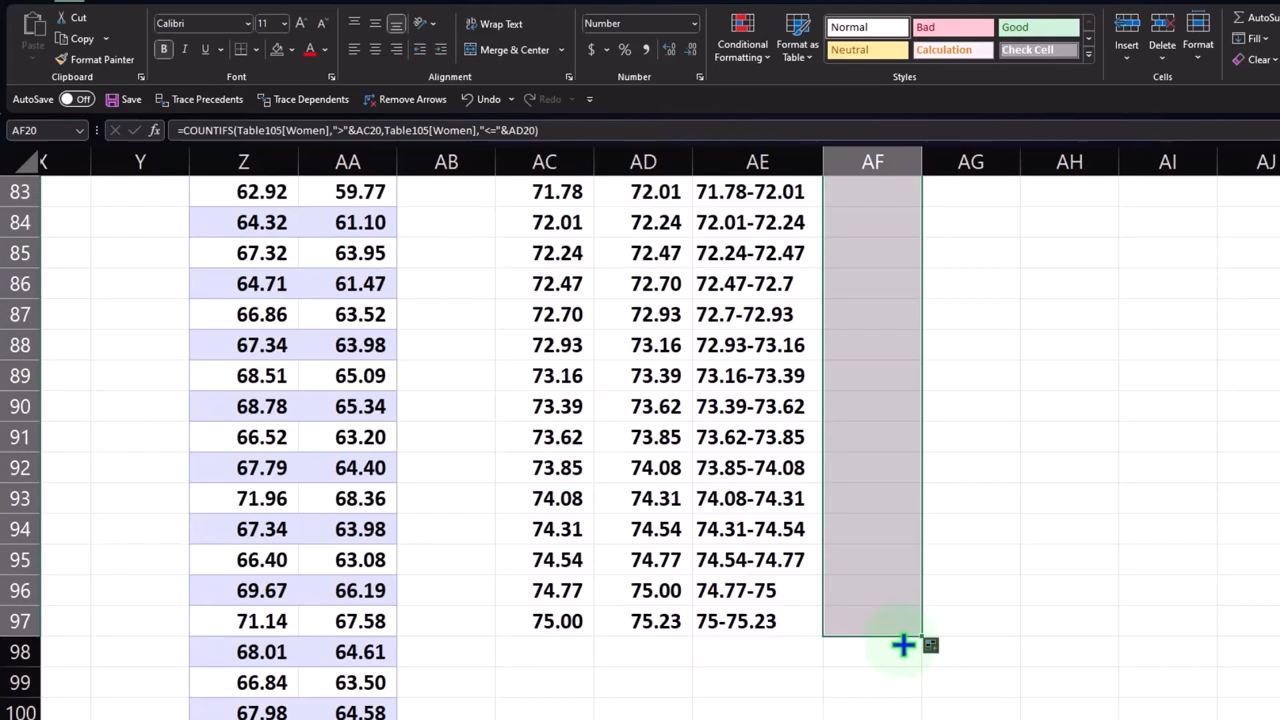 Cut
Copy
Paste
Format Painter
Clipboard
Calibri 11 A A
B I U A
Font
Wrap Text
Merge & Center
Alignment
Number
$ % ,
Number
Conditional Formatting
Format as Table
Normal Bad Good
Neutral Calculation Check Cell
Styles
Insert Delete Format
Cells
AutoSu
Fill
Clear
AutoSave Off Save Trace Precedents Trace Dependents Remove Arrows Undo Redo
AF20 fx =COUNTIFS(Table105[Women],">"&AC20,Table105[Women],"<="&AD20)
X Y Z AA AB AC AD AE AF AG AH AI AJ
83 62.92 59.77 71.78 72.01 71.78-72.01
84 64.32 61.10 72.01 72.24 72.01-72.24
85 67.32 63.95 72.24 72.47 72.24-72.47
86 64.71 61.47 72.47 72.70 72.47-72.7
87 66.86 63.52 72.70 72.93 72.7-72.93
88 67.34 63.98 72.93 73.16 72.93-73.16
89 68.51 65.09 73.16 73.39 73.16-73.39
90 68.78 65.34 73.39 73.62 73.39-73.62
91 66.52 63.20 73.62 73.85 73.62-73.85
92 67.79 64.40 73.85 74.08 73.85-74.08
93 71.96 68.36 74.08 74.31 74.08-74.31
94 67.34 63.98 74.31 74.54 74.31-74.54
95 66.40 63.08 74.54 74.77 74.54-74.77
96 69.67 66.19 74.77 75.00 74.77-75
97 71.14 67.58 75.00 75.23 75-75.23
98 68.01 64.61
99 66.84 63.50
100 67.98 64.58